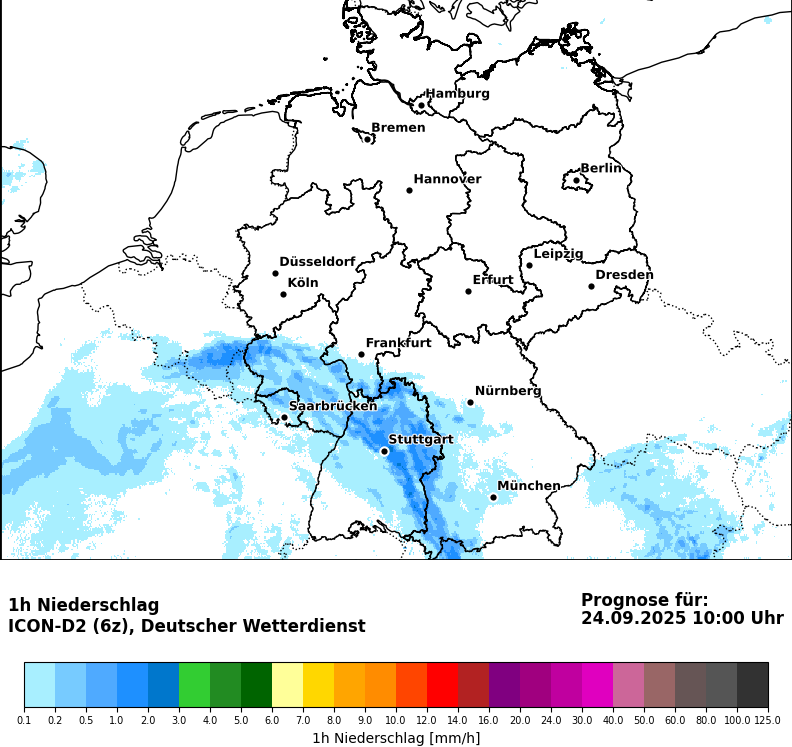 Hamburg
Bremen
Berlin
Hannover
Leipzig
Düsseldorf
Dresden
Köln
Erfurt
Frankfurt
Nürnberg
Saarbrücken
Stuttgart
München
1h Niederschlag
ICON-D2 (6z), Deutscher Wetterdienst
Prognose für:
24.09.2025 10:00 Uhr
0.1 0.2 0.5 1.0 2.0 3.0 4.0 5.0 6.0 7.0 8.0 9.0 10.0 12.0 14.0 16.0 20.0 24.0 30.0 40.0 50.0 60.0 80.0 100.0 125.0
1h Niederschlag [mm/h]